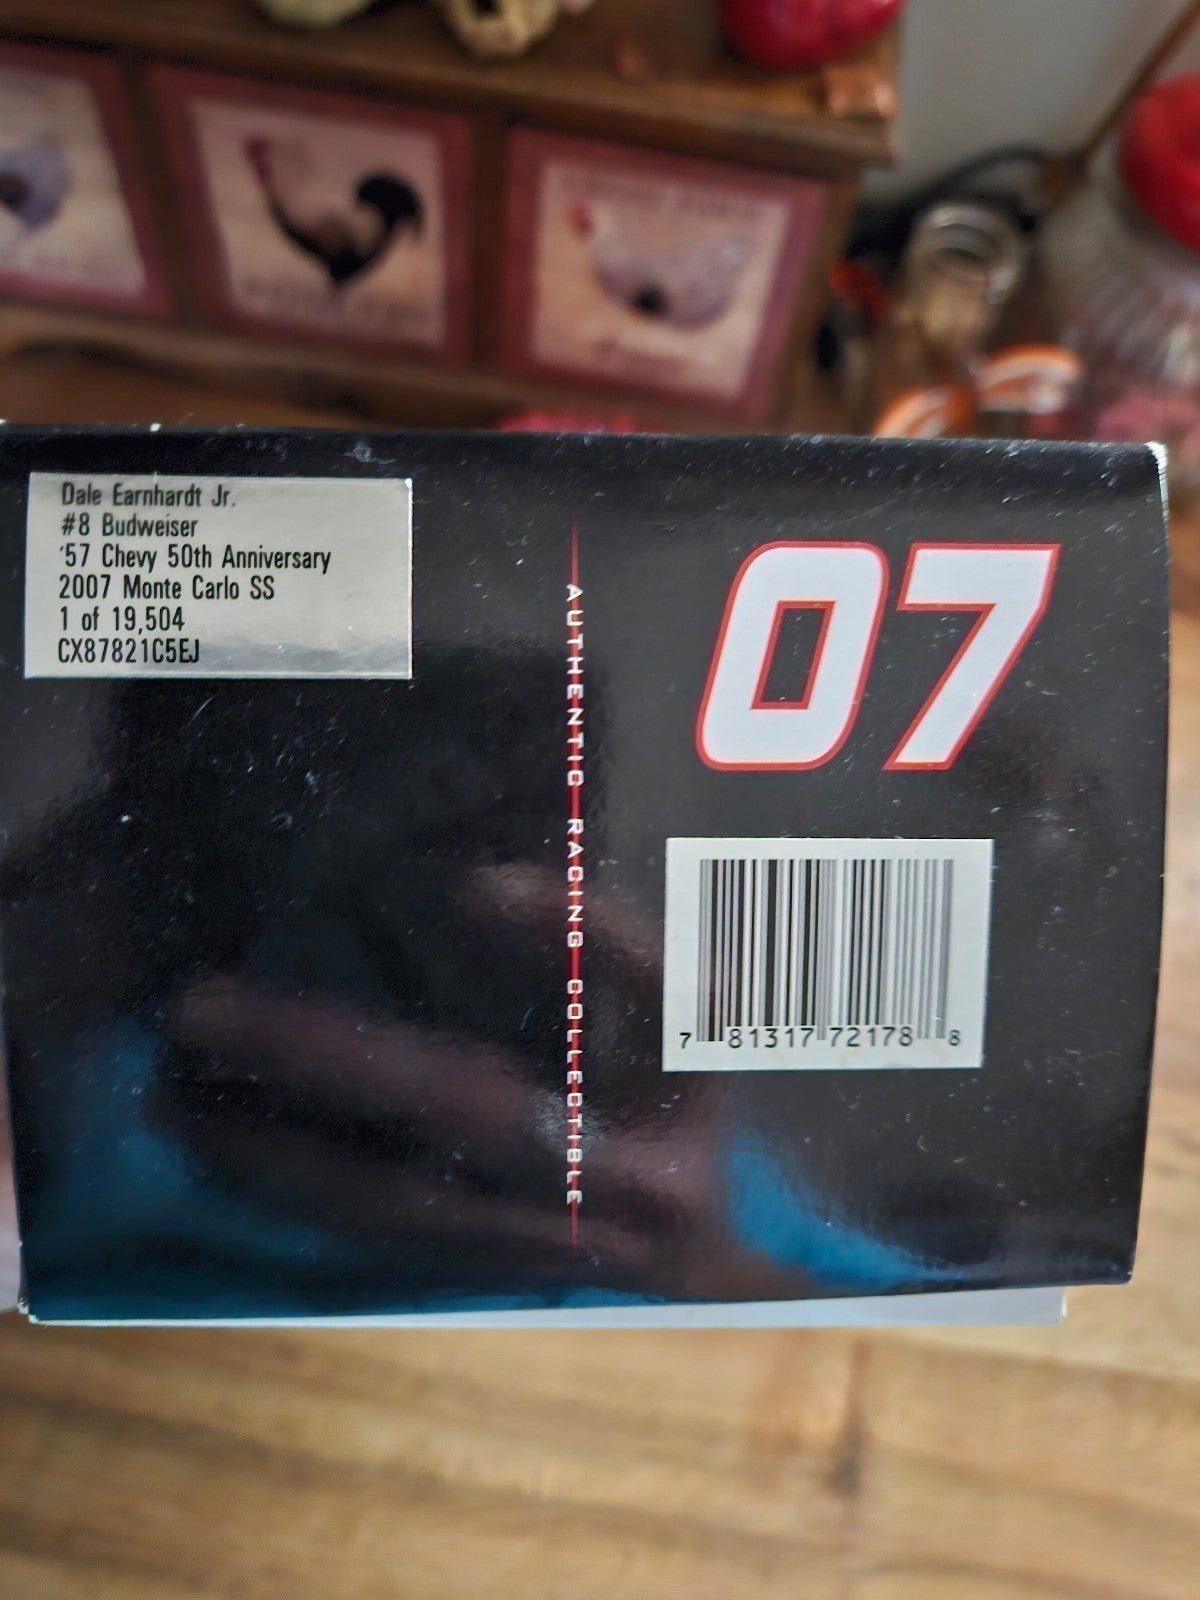 Dale Earnhardt Jr.
#8 Budweiser
'57 Chevy 50th Anniversary
2007 Monte Carlo SS
1 of 19,504
CX87821C5EJ
AUTHENTIC RACING COLLECTIBLE
07
7 81317 72178 8